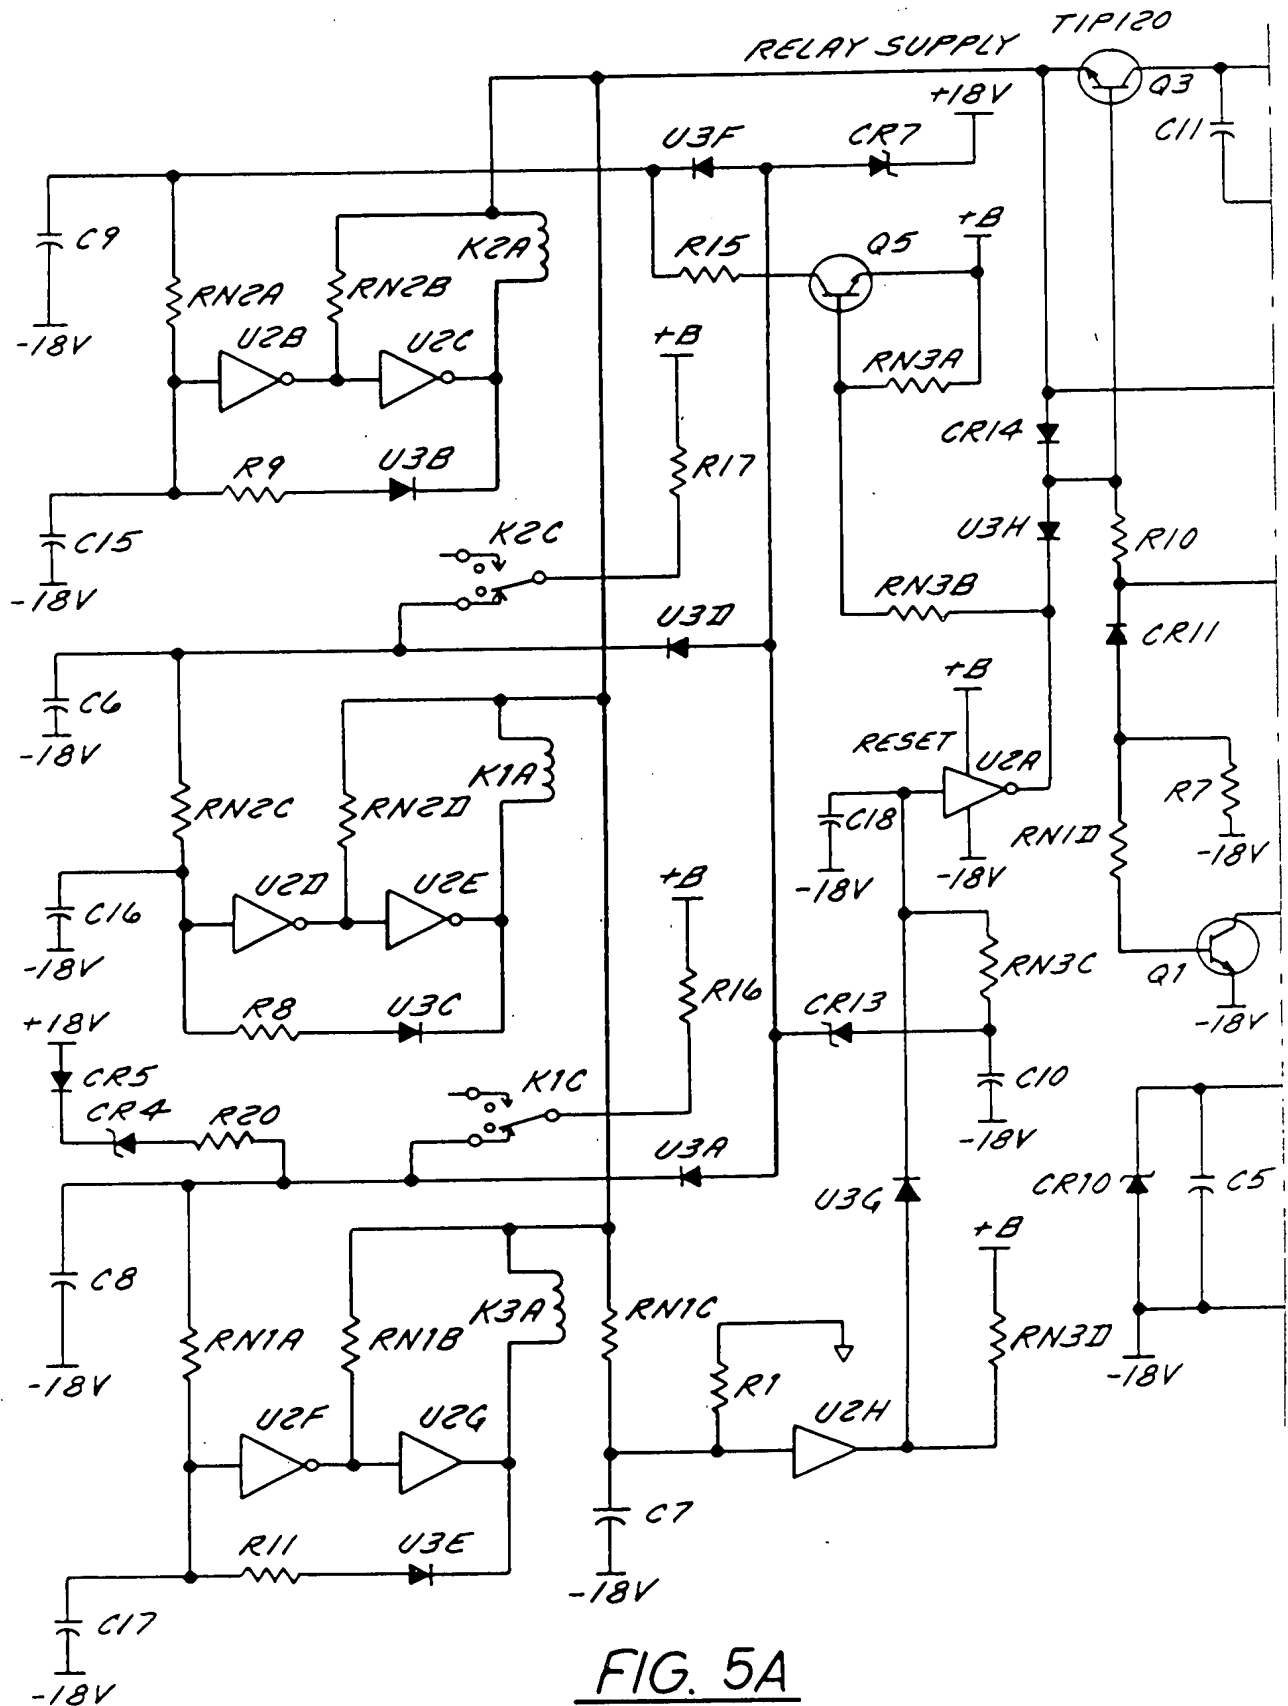 TIP120
RELAY SUPPLY
Q3
+18V
C11
U3F
CR7
+B
C9
K2A
R15
Q5
RN2A
RN2B
-18V
U2B
U2C
+B
RN3A
CR14
R9
U3B
R17
C15
K2C
U3H
R10
-18V
RN3B
U3D
CR11
C6
+B
-18V
RESET
U2A
K1A
RN2C
RN2D
C18
R7
RN1D
-18V
-18V
-18V
+B
U2D
U2E
C16
-18V
RN3C
Q1
R8
U3C
R16
CR13
-18V
+18V
CR5
K1C
C10
CR4
R20
-18V
U3A
CR10
C5
U3G
+B
C8
K3A
RN1C
RN1A
RN1B
RN3D
-18V
-18V
R1
U2F
U2G
U2H
C7
R11
U3E
-18V
C17
-18V
FIG. 5A